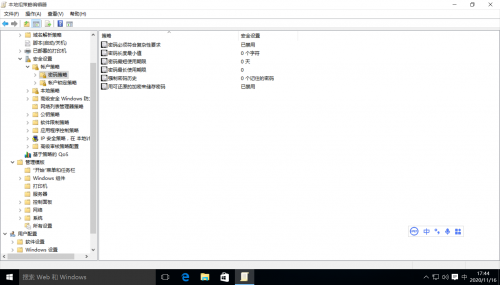 本地组策略编辑器
文件(F) 操作(A) 查看(V) 帮助(H)
域名解析策略
脚本(启动/关机)
已部署的打印机
安全设置
帐户策略
密码策略
帐户锁定策略
本地策略
高级安全 Windows 防
网络列表管理器策略
公钥策略
软件限制策略
应用程序控制策略
IP 安全策略，在 本地计
高级审核策略配置
基于策略的 QoS
管理模板
"开始"菜单和任务栏
Windows 组件
打印机
服务器
控制面板
网络
系统
所有设置
用户配置
软件设置
Windows 设置
策略 安全设置
密码必须符合复杂性要求 已禁用
密码长度最小值 0 个字符
密码最短使用期限 0 天
密码最长使用期限 0
强制密码历史 0 个记住的密码
用可还原的加密来储存密码 已禁用
中
搜索 Web 和 Windows
中
17:44
2020/11/16